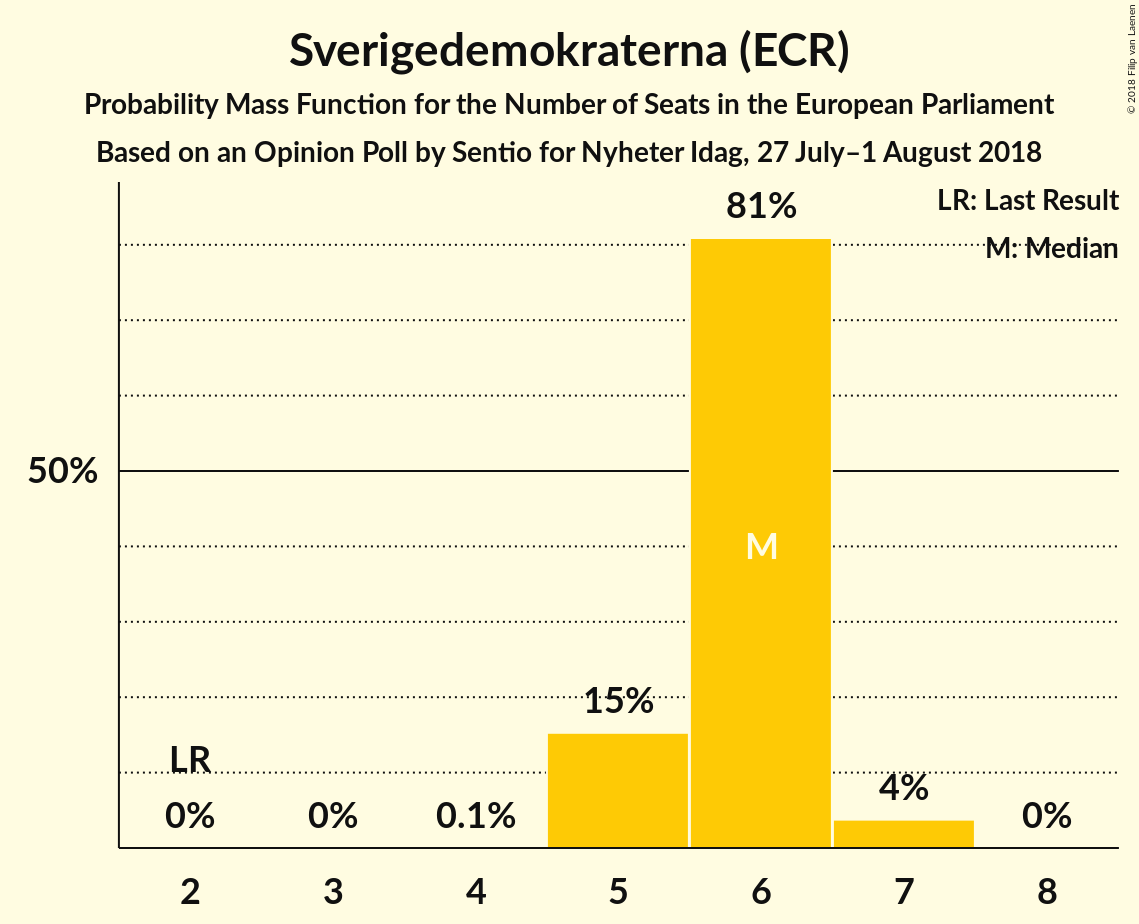 Sverigedemokraterna (ECR)
Probability Mass Function for the Number of Seats in the European Parliament
Based on an Opinion Poll by Sentio for Nyheter Idag, 27 July–1 August 2018
© 2018 Filip van Laenen
LR: Last Result
M: Median
81%
50%
M
15%
LR
4%
0%
0%
0.1%
0%
2
3
4
5
6
7
8